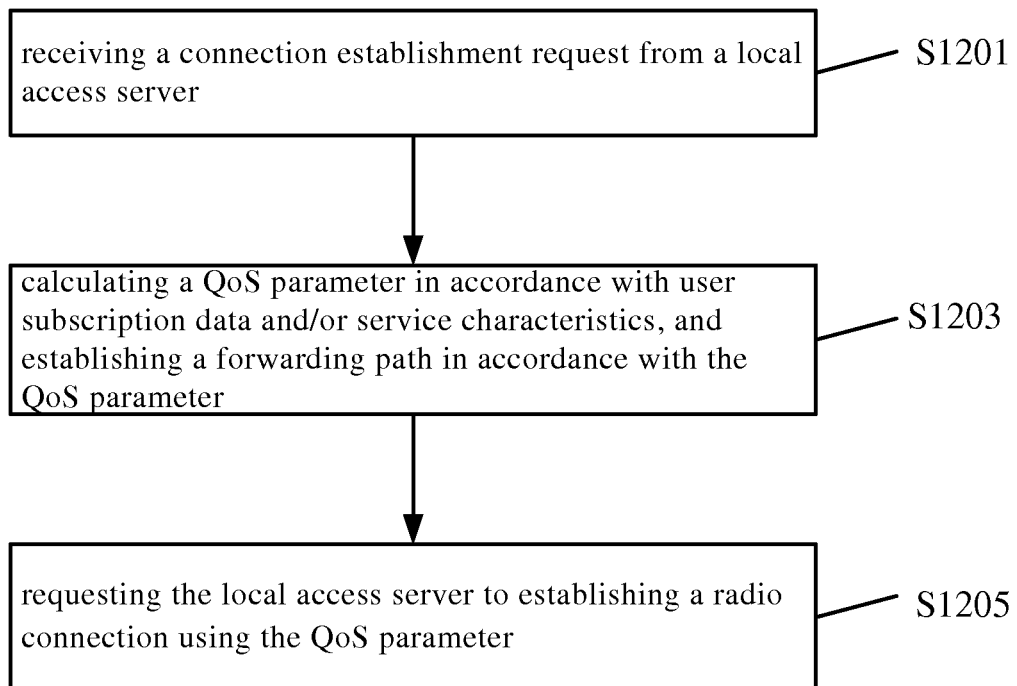 receiving a connection establishment request from a local
access server
S1201
calculating a QoS parameter in accordance with user
subscription data and/or service characteristics, and
establishing a forwarding path in accordance with the
QoS parameter
S1203
requesting the local access server to establishing a radio
connection using the QoS parameter
S1205